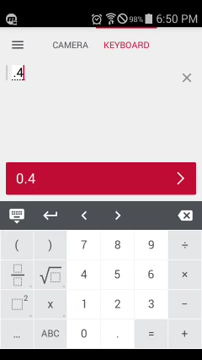 98% 6:50 PM
CAMERA KEYBOARD
.4
0.4
( ) 7 8 9 ÷
√ 4 5 6 ×
2 x 1 2 3 −
... ABC 0 . = +